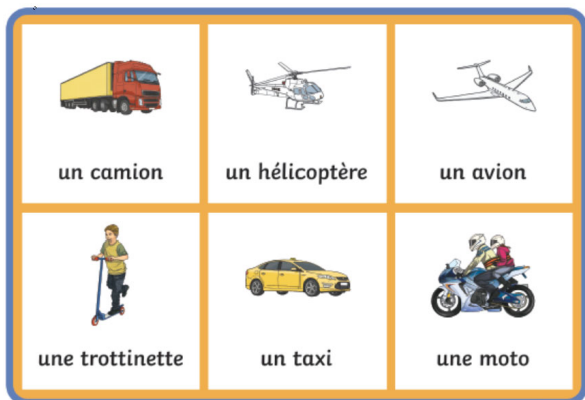 un camion
un hélicoptère
un avion
une trottinette
un taxi
une moto